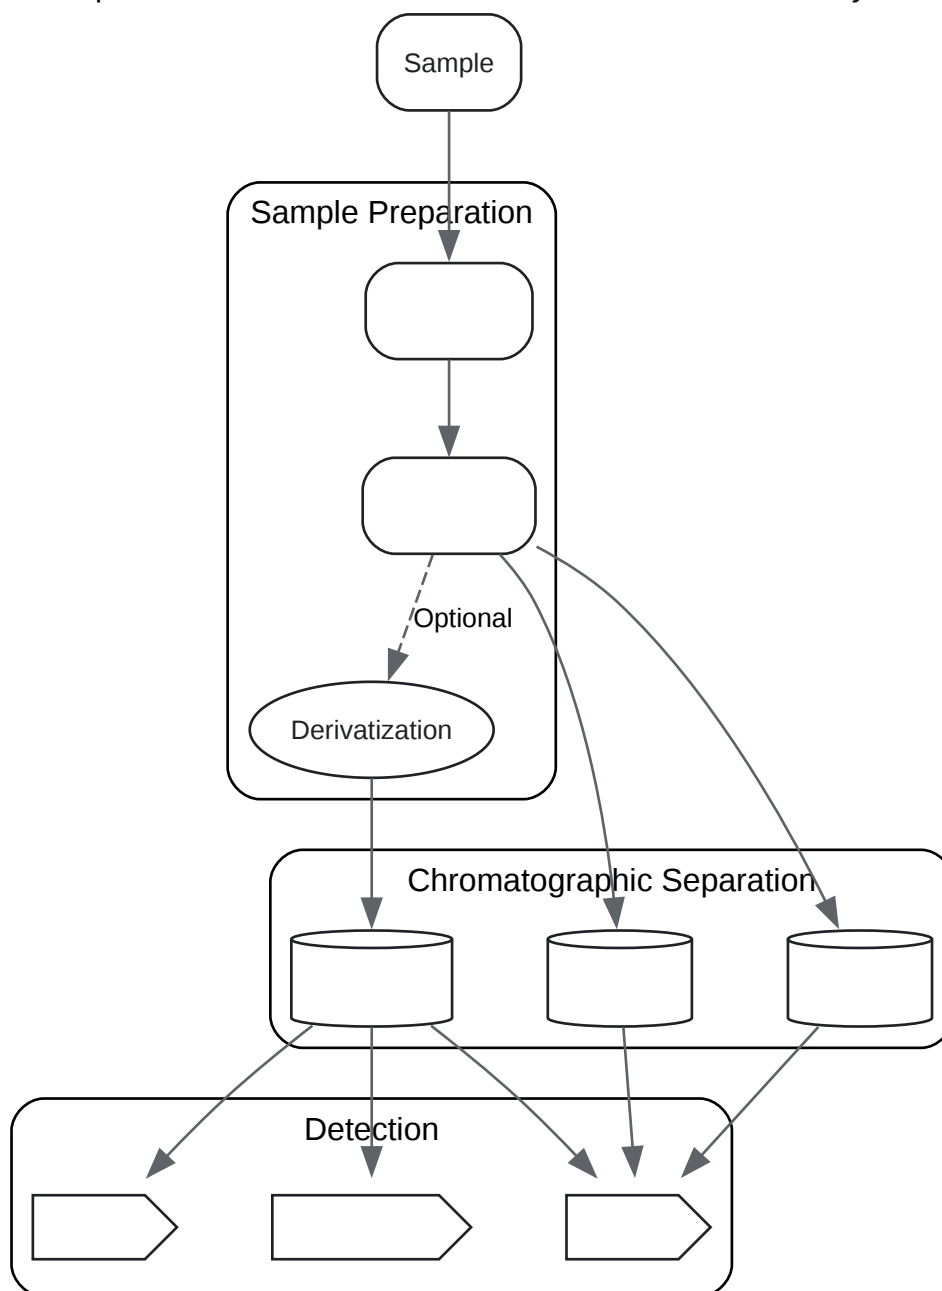 Sample
Sample Preparation
Optional
Derivatization
Chromatographic Separation
Detection